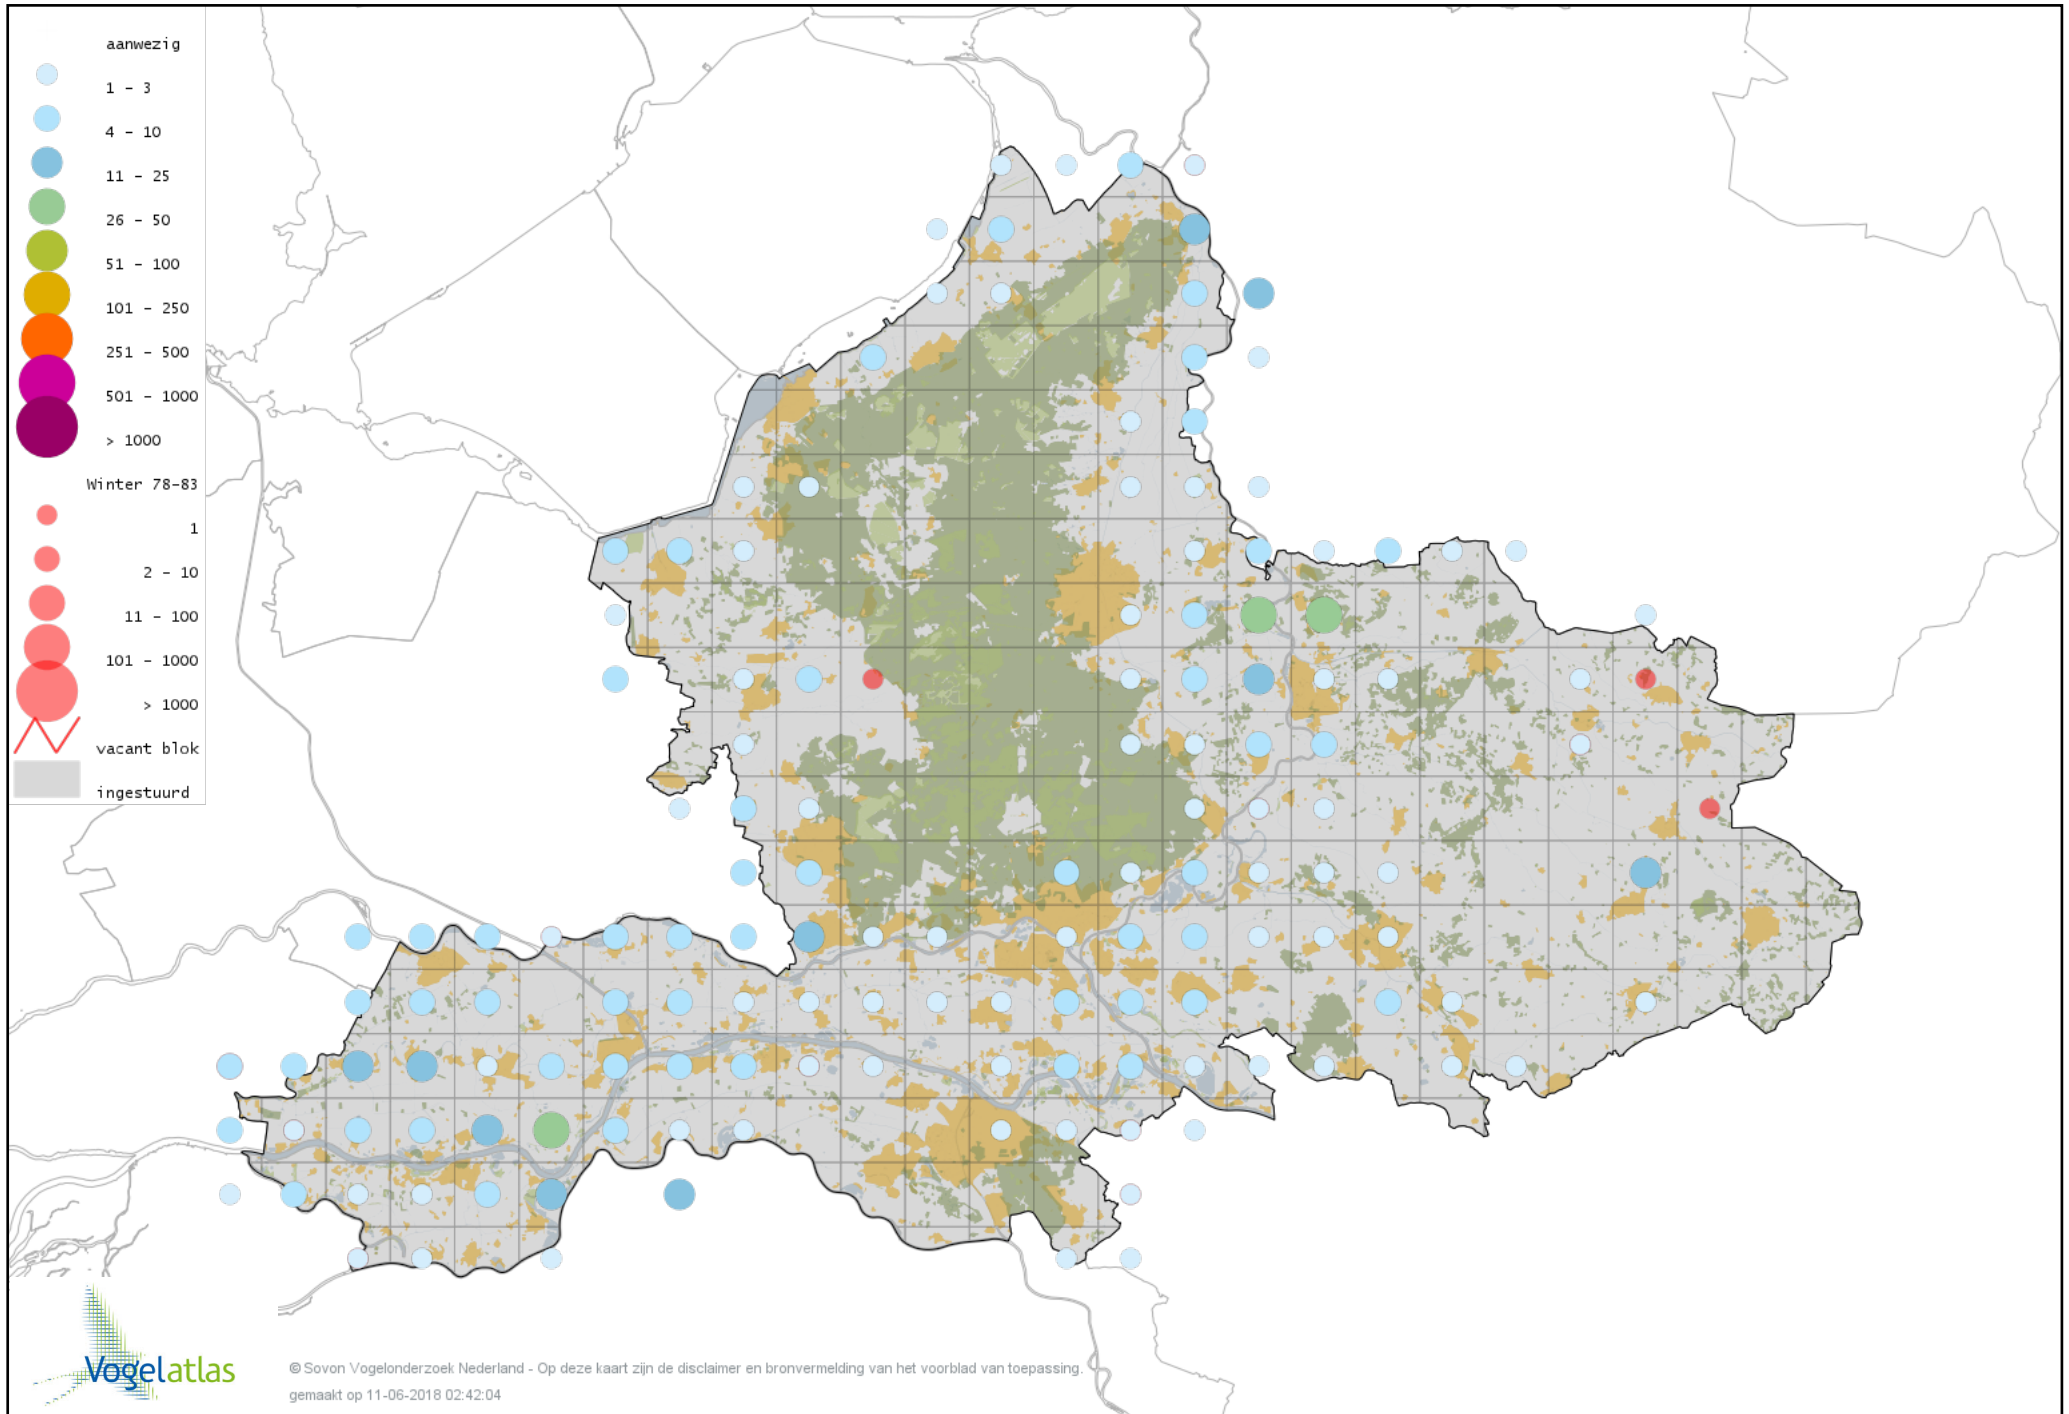 aanwezig
1 - 3
4 - 10
11 - 25
26 - 50
51 - 100
101 - 250
251 - 500
501 - 1000
> 1000
Winter 78-83
1
2 - 10
11 - 100
101 - 1000
> 1000
vacant blok
ingestuurd
Vogelatlas
© Sovon Vogelonderzoek Nederland - Op deze kaart zijn de disclaimer en bronvermelding van het voorblad van toepassing.
gemaakt op 11-06-2018 02:42:04